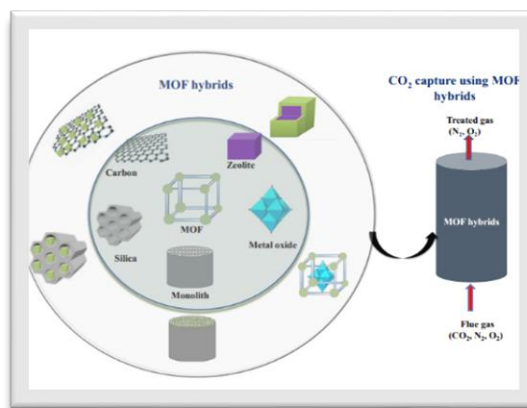 MOF hybrids
Carbon
Zeolite
MOF
Silica
Metal oxide
Monolith
CO₂ capture using MOF
hybrids
Treated gas
(N₂, O₂)
MOF hybrids
Flue gas
(CO₂, N₂, O₂)